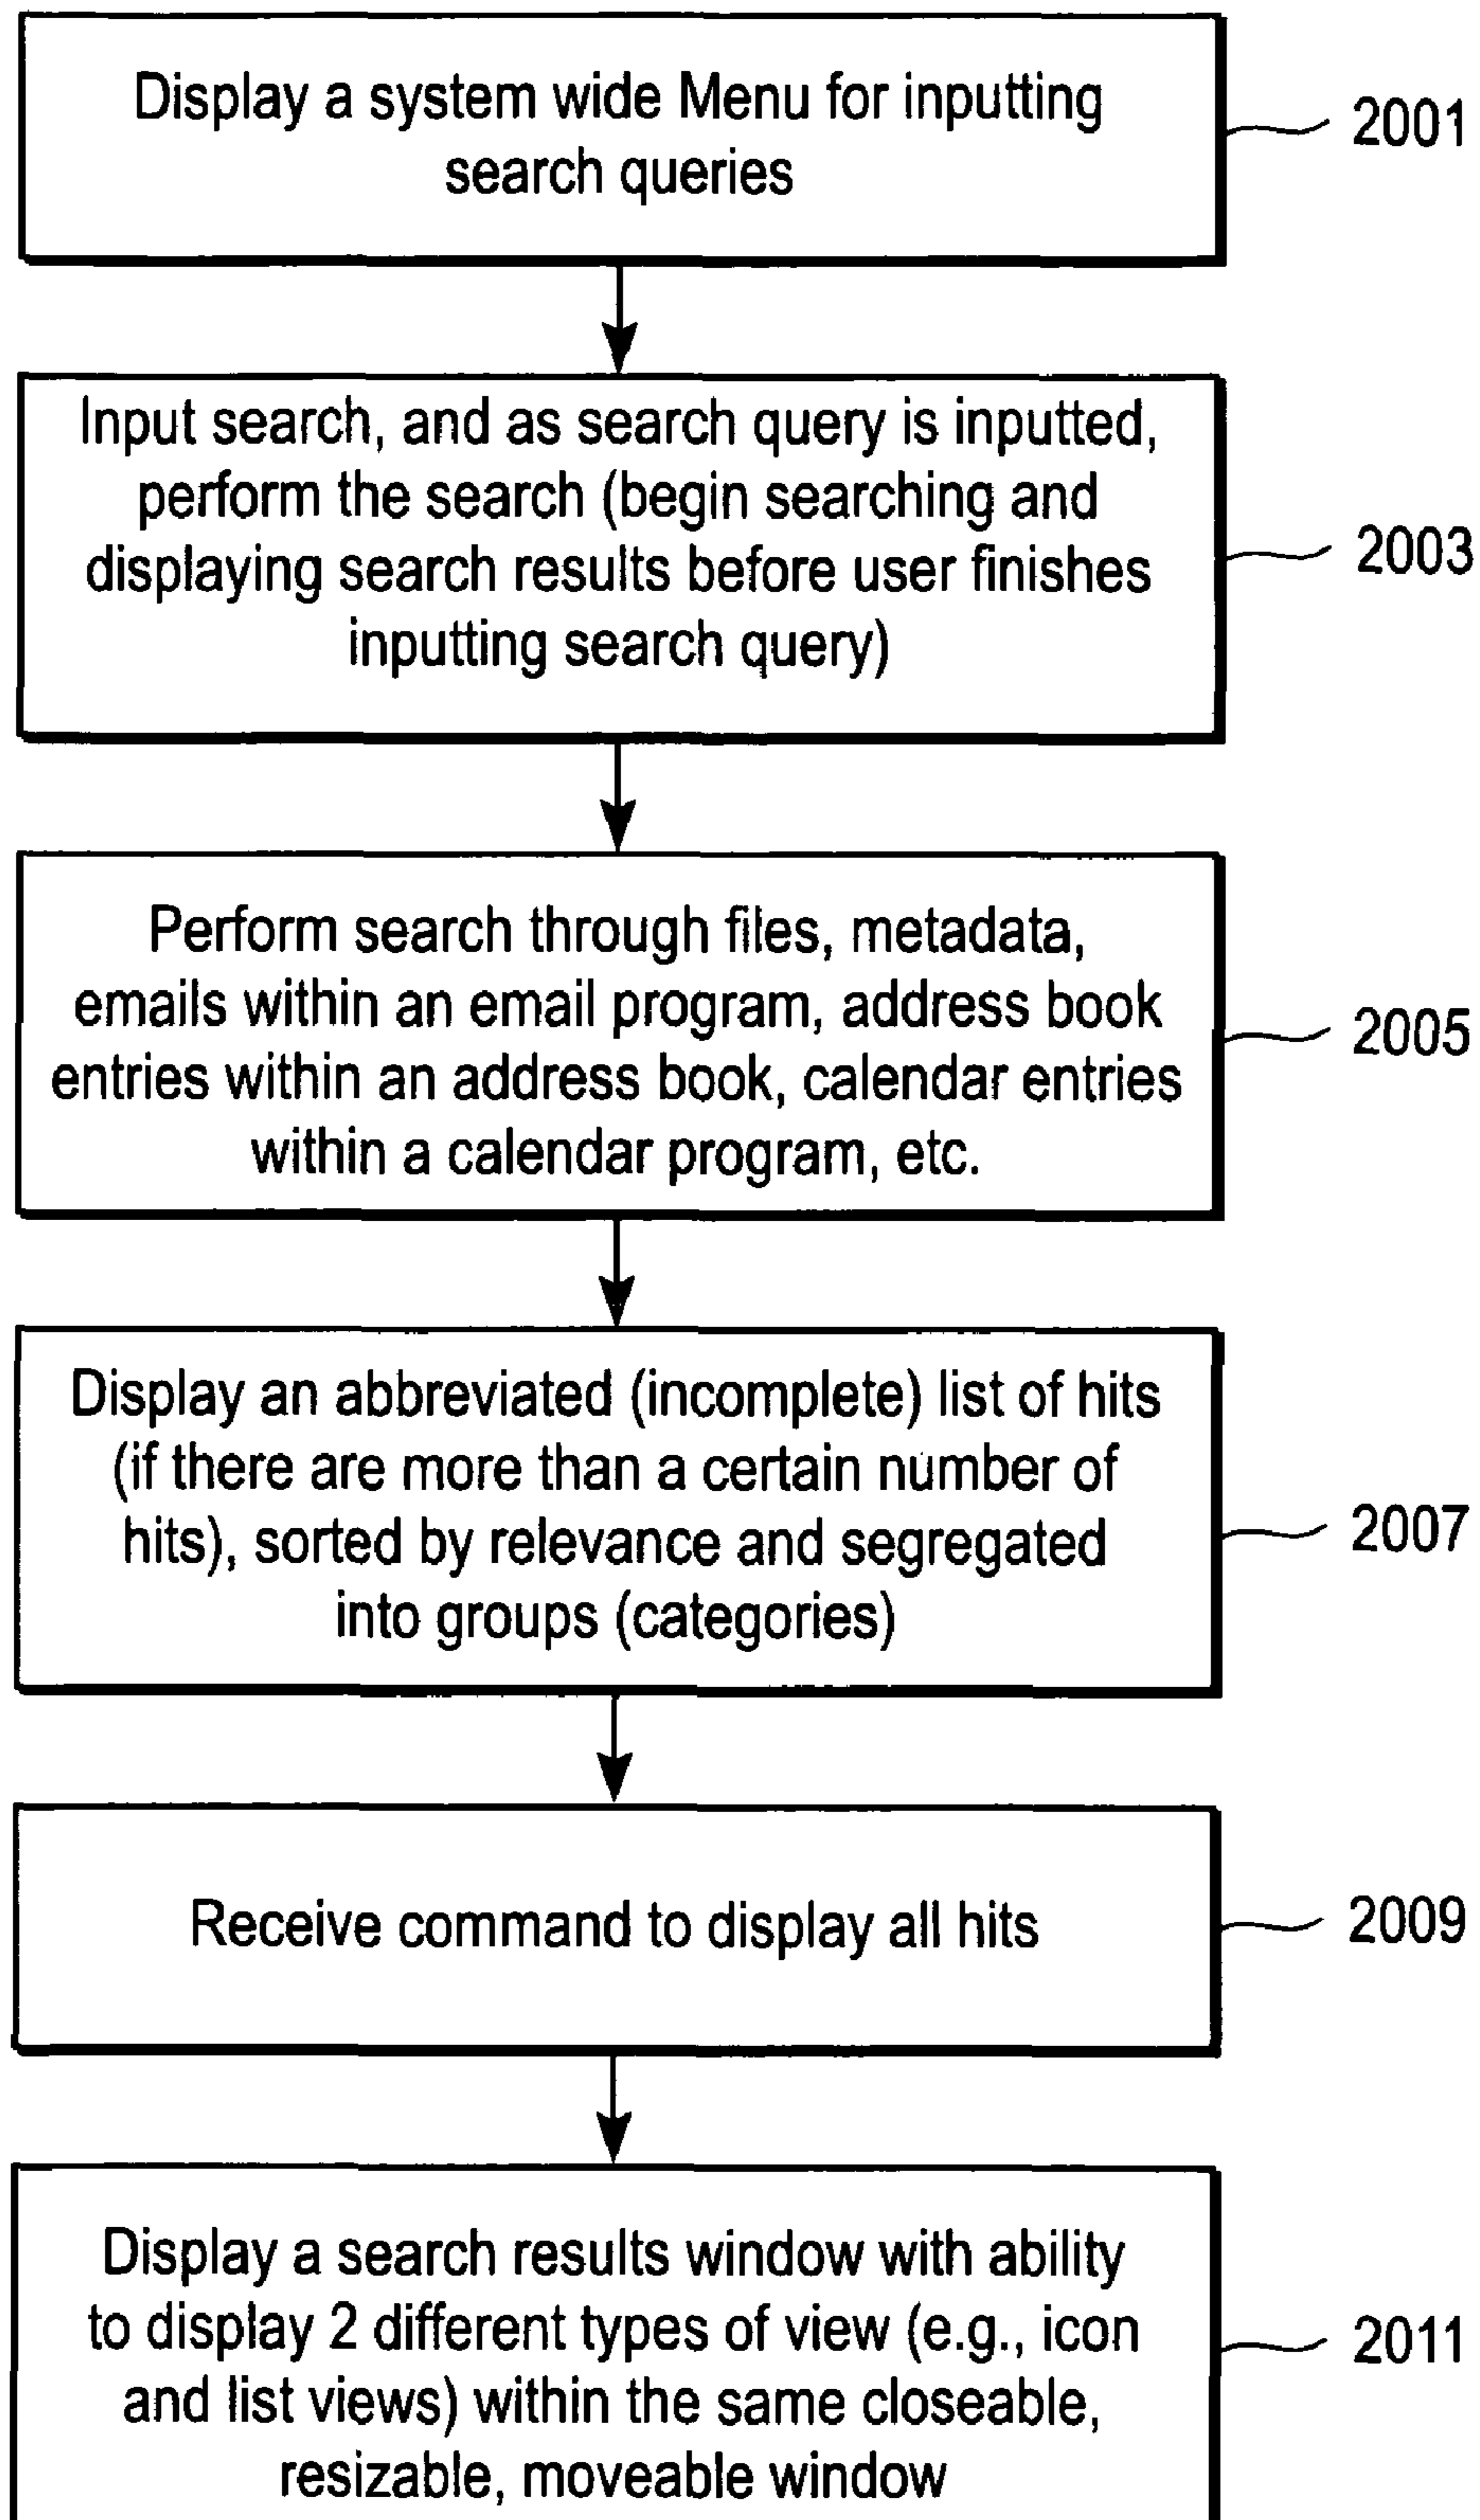 Display a system wide Menu for inputting
search queries
2001
Input search, and as search query is inputted,
perform the search (begin searching and
displaying search results before user finishes
inputting search query)
2003
Perform search through files, metadata,
emails within an email program, address book
entries within an address book, calendar entries
within a calendar program, etc.
2005
Display an abbreviated (incomplete) list of hits
(if there are more than a certain number of
hits), sorted by relevance and segregated
into groups (categories)
2007
Receive command to display all hits
2009
Display a search results window with ability
to display 2 different types of view (e.g., icon
and list views) within the same closeable,
resizable, moveable window
2011